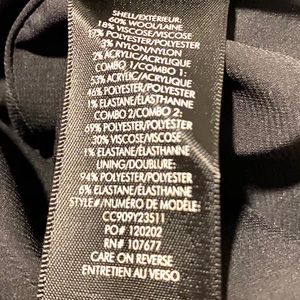 SHELL/EXTÉRIEUR:
60% WOOL/LAINE
18% VISCOSE/VISCOSE
17% POLYESTER/POLYESTER
3% NYLON/NYLON
2% ACRYLIC/ACRYLIQUE
COMBO 1/COMBO 1:
53% ACRYLIC/ACRYLIQUE
46% POLYESTER/POLYESTER
1% ELASTANE/ÉLASTHANNE
COMBO 2/COMBO 2:
69% POLYESTER/POLYESTER
30% VISCOSE/VISCOSE
1% ELASTANE/ÉLASTHANNE
LINING/DOUBLURE:
94% POLYESTER/POLYESTER
6% ELASTANE/ÉLASTHANNE
STYLE#/NUMÉRO DE MODÈLE:
CC909Y23511
PO# 120202
RN# 107677
CARE ON REVERSE
ENTRETIEN AU VERSO